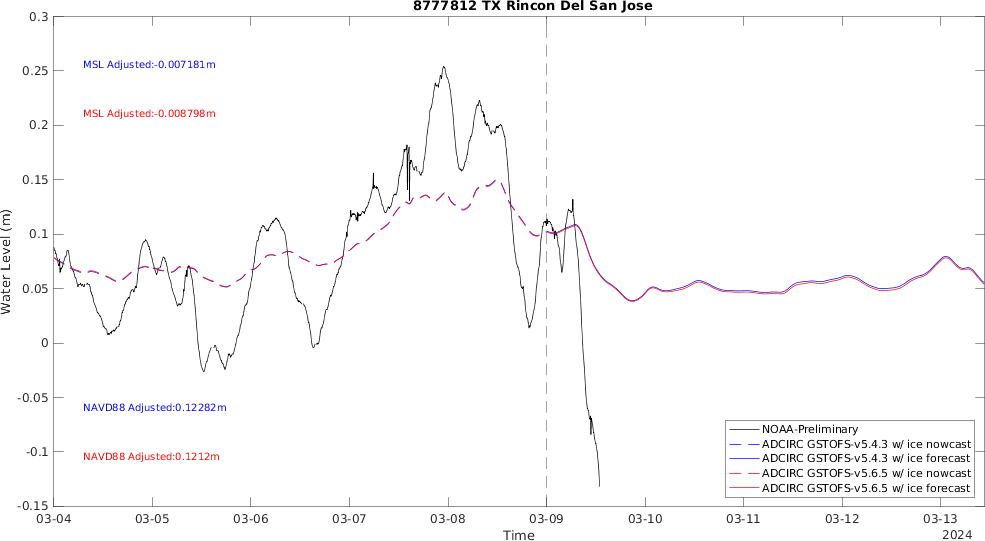 8777812 TX Rincon Del San Jose
0.3
0.25
0.2
0.15
0.1
0.05
0
-0.05
-0.1
-0.15
Water Level (m)
MSL Adjusted:-0.007181m
MSL Adjusted:-0.008798m
NAVD88 Adjusted:0.12282m
NAVD88 Adjusted:0.1212m
NOAA-Preliminary
ADCIRC GSTOFS-v5.4.3 w/ ice nowcast
ADCIRC GSTOFS-v5.4.3 w/ ice forecast
ADCIRC GSTOFS-v5.6.5 w/ ice nowcast
ADCIRC GSTOFS-v5.6.5 w/ ice forecast
03-04 03-05 03-06 03-07 03-08 03-09 03-10 03-11 03-12 03-13
Time
2024